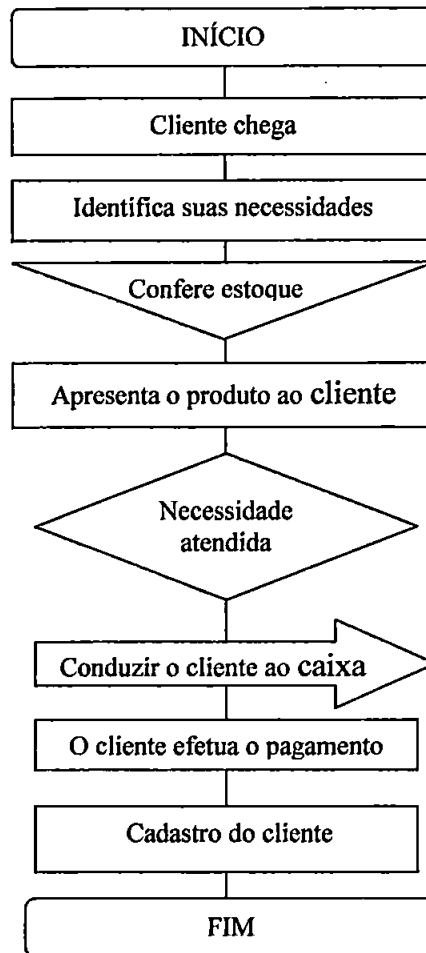 INÍCIO
Cliente chega
Identifica suas necessidades
Confere estoque
Apresenta o produto ao cliente
Necessidade
atendida
Conduzir o cliente ao caixa
O cliente efetua o pagamento
Cadastro do cliente
FIM